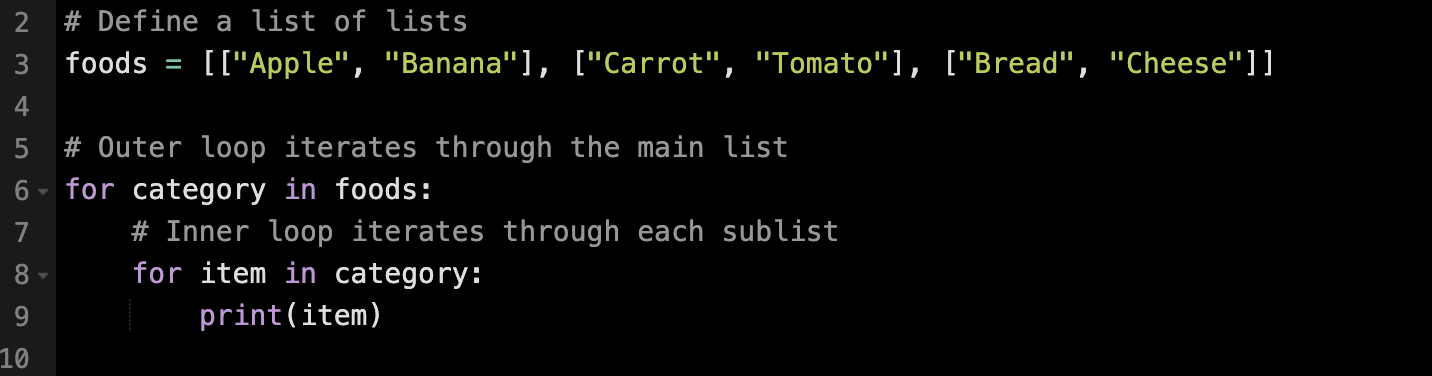 2 # Define a list of lists
3 foods = [["Apple", "Banana"], ["Carrot", "Tomato"], ["Bread", "Cheese"]]
4
5 # Outer loop iterates through the main list
6 for category in foods:
7     # Inner loop iterates through each sublist
8     for item in category:
9         print(item)
10